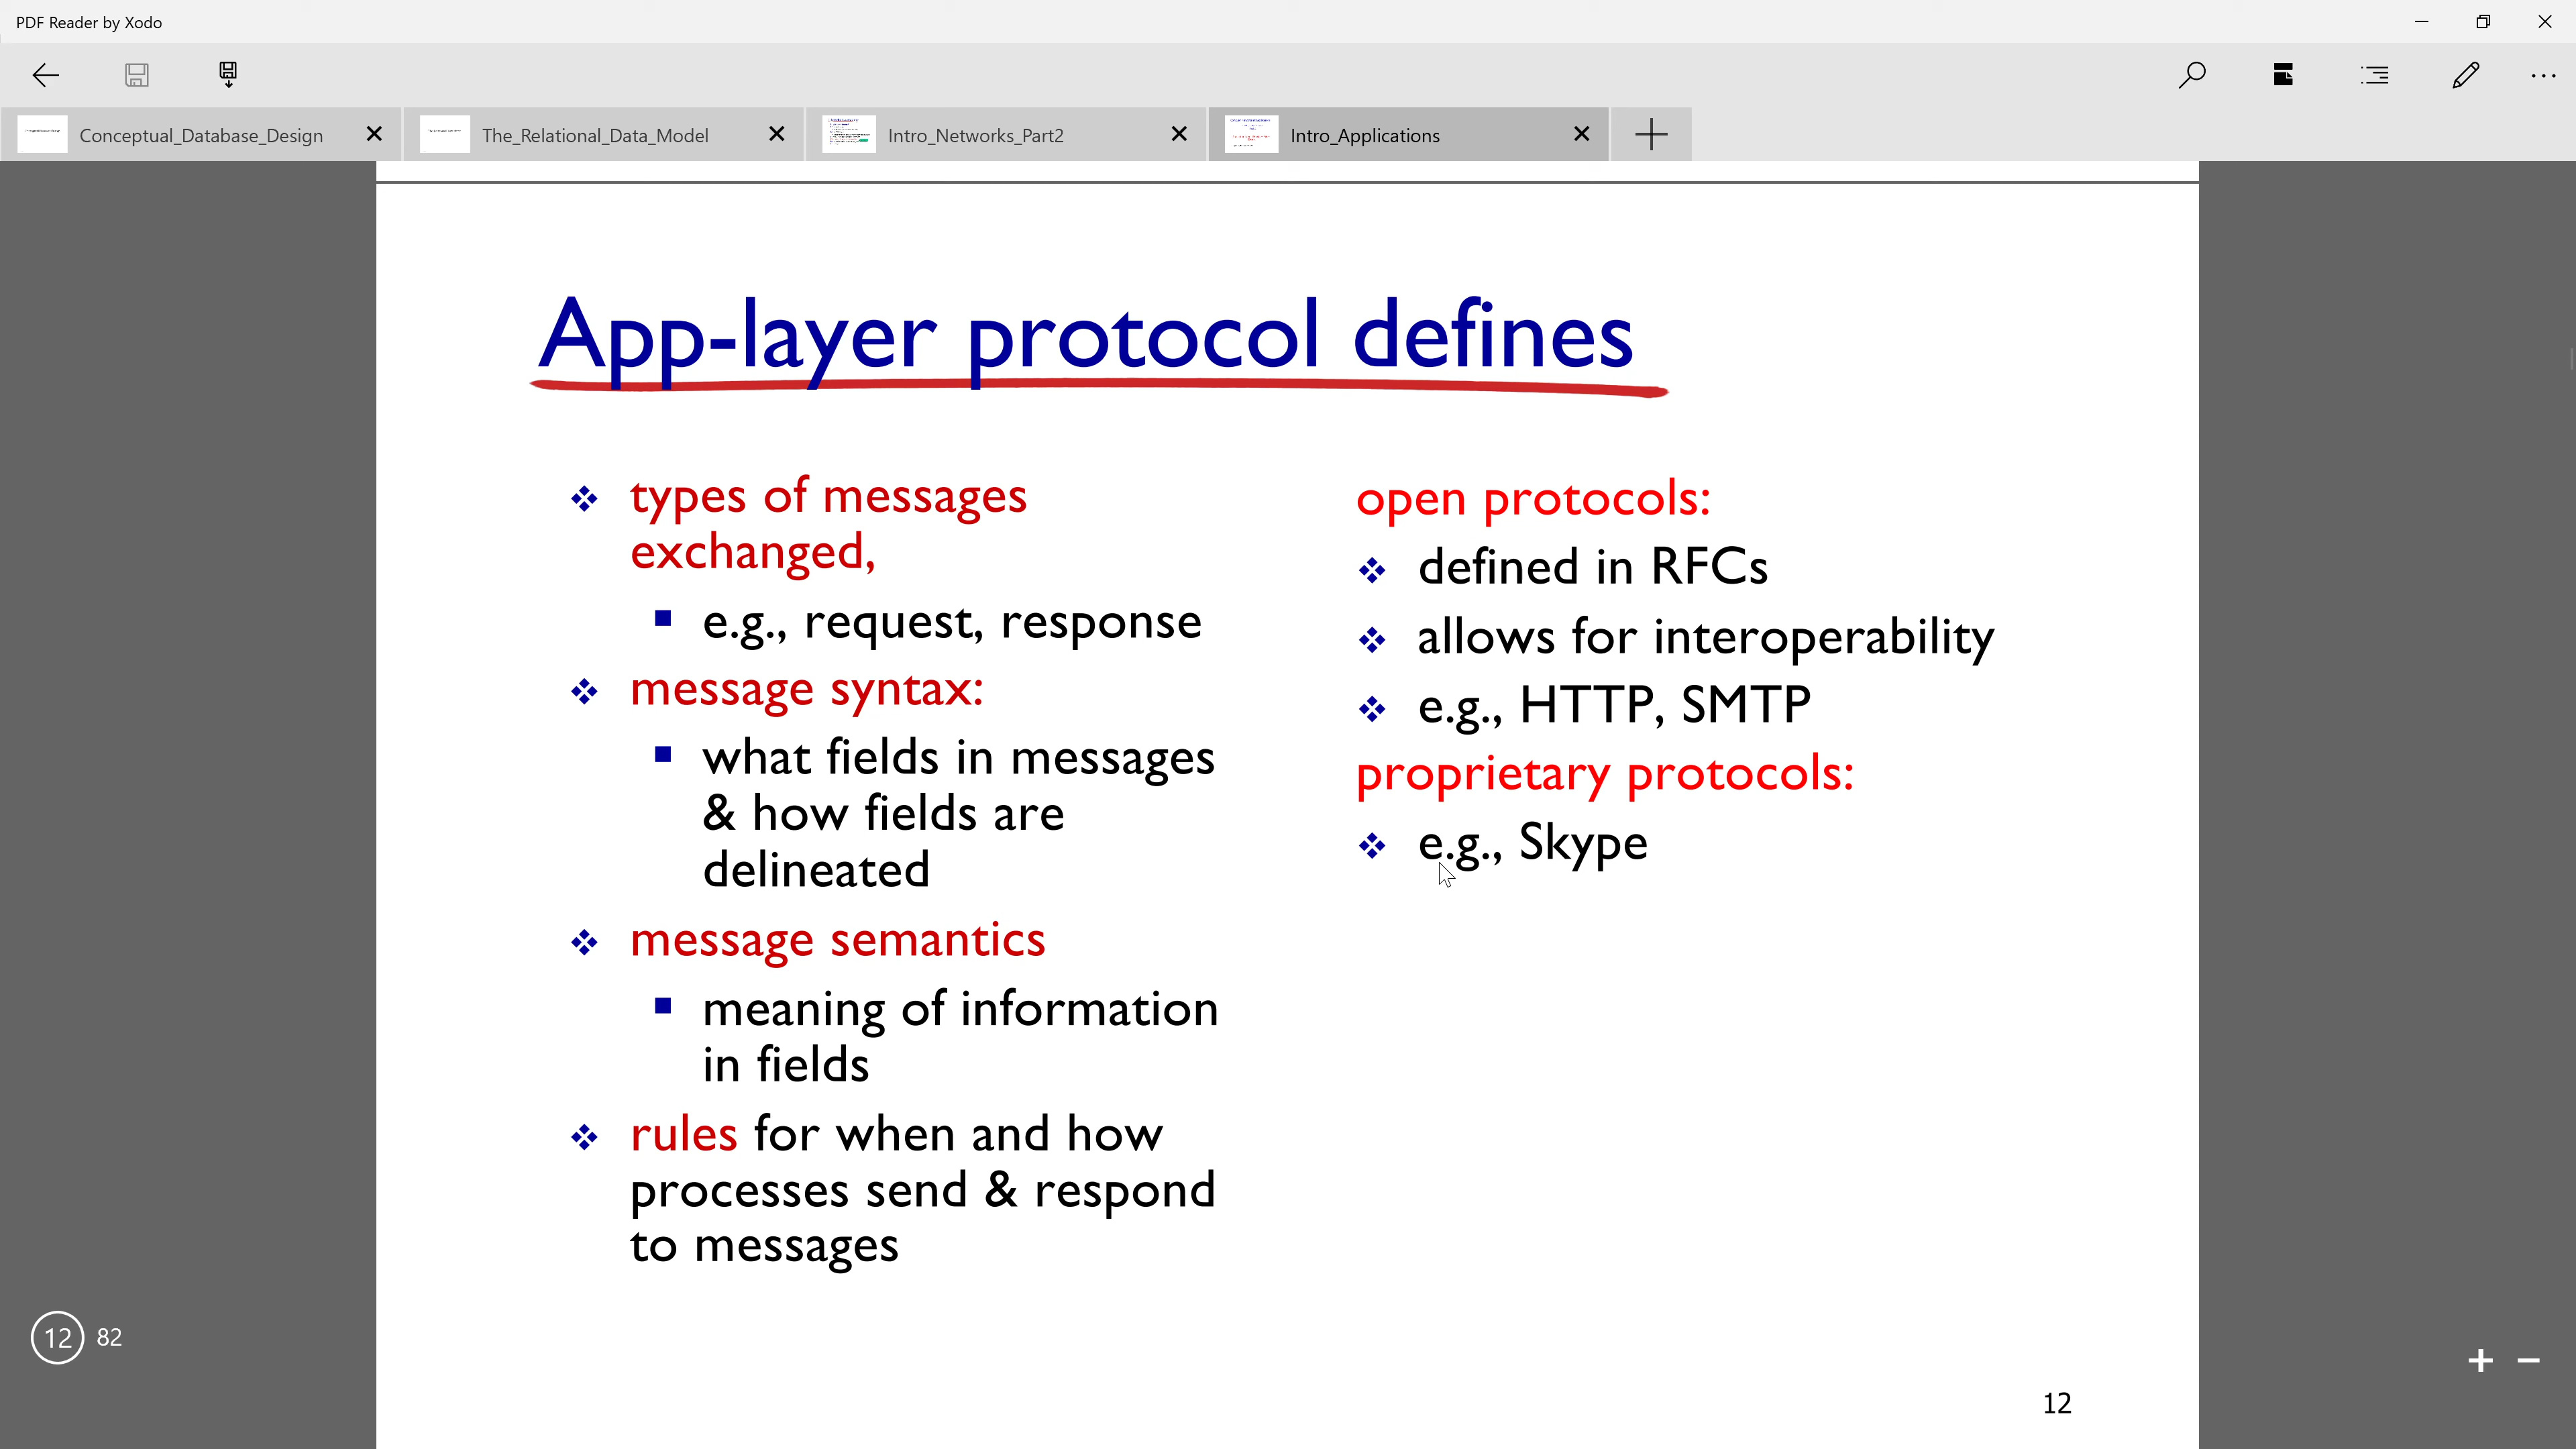 PDF Reader by Xodo
Conceptual_Database_Design
The_Relational_Data_Model
Intro_Networks_Part2
Intro_Applications
App-layer protocol defines
types of messages
exchanged,
e.g., request, response
message syntax:
what fields in messages
& how fields are
delineated
message semantics
meaning of information
in fields
rules for when and how
processes send & respond
to messages
open protocols:
defined in RFCs
allows for interoperability
e.g., HTTP, SMTP
proprietary protocols:
e.g., Skype
12 82
12